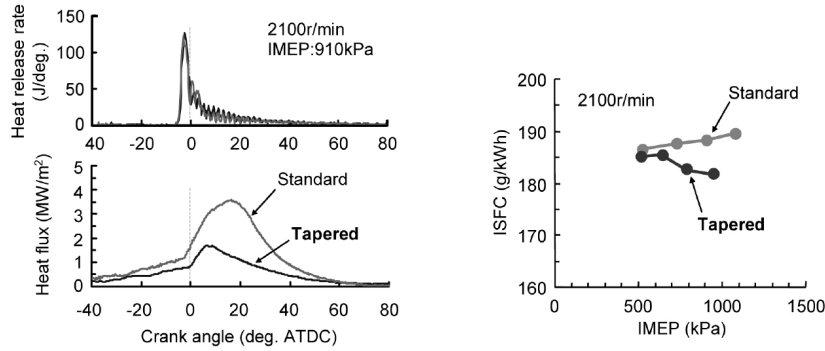 Heat release rate
(J/deg.)
150
100
50
0
2100r/min
IMEP:910kPa
40 -20 0 20 40 60 80
Heat flux (MW/m²)
5
4
3
2
1
0
Standard
Tapered
-40 -20 0 20 40 60 80
Crank angle (deg. ATDC)
ISFC (g/kWh)
200
190
180
170
160
2100r/min
Standard
Tapered
0 500 1000 1500
IMEP (kPa)